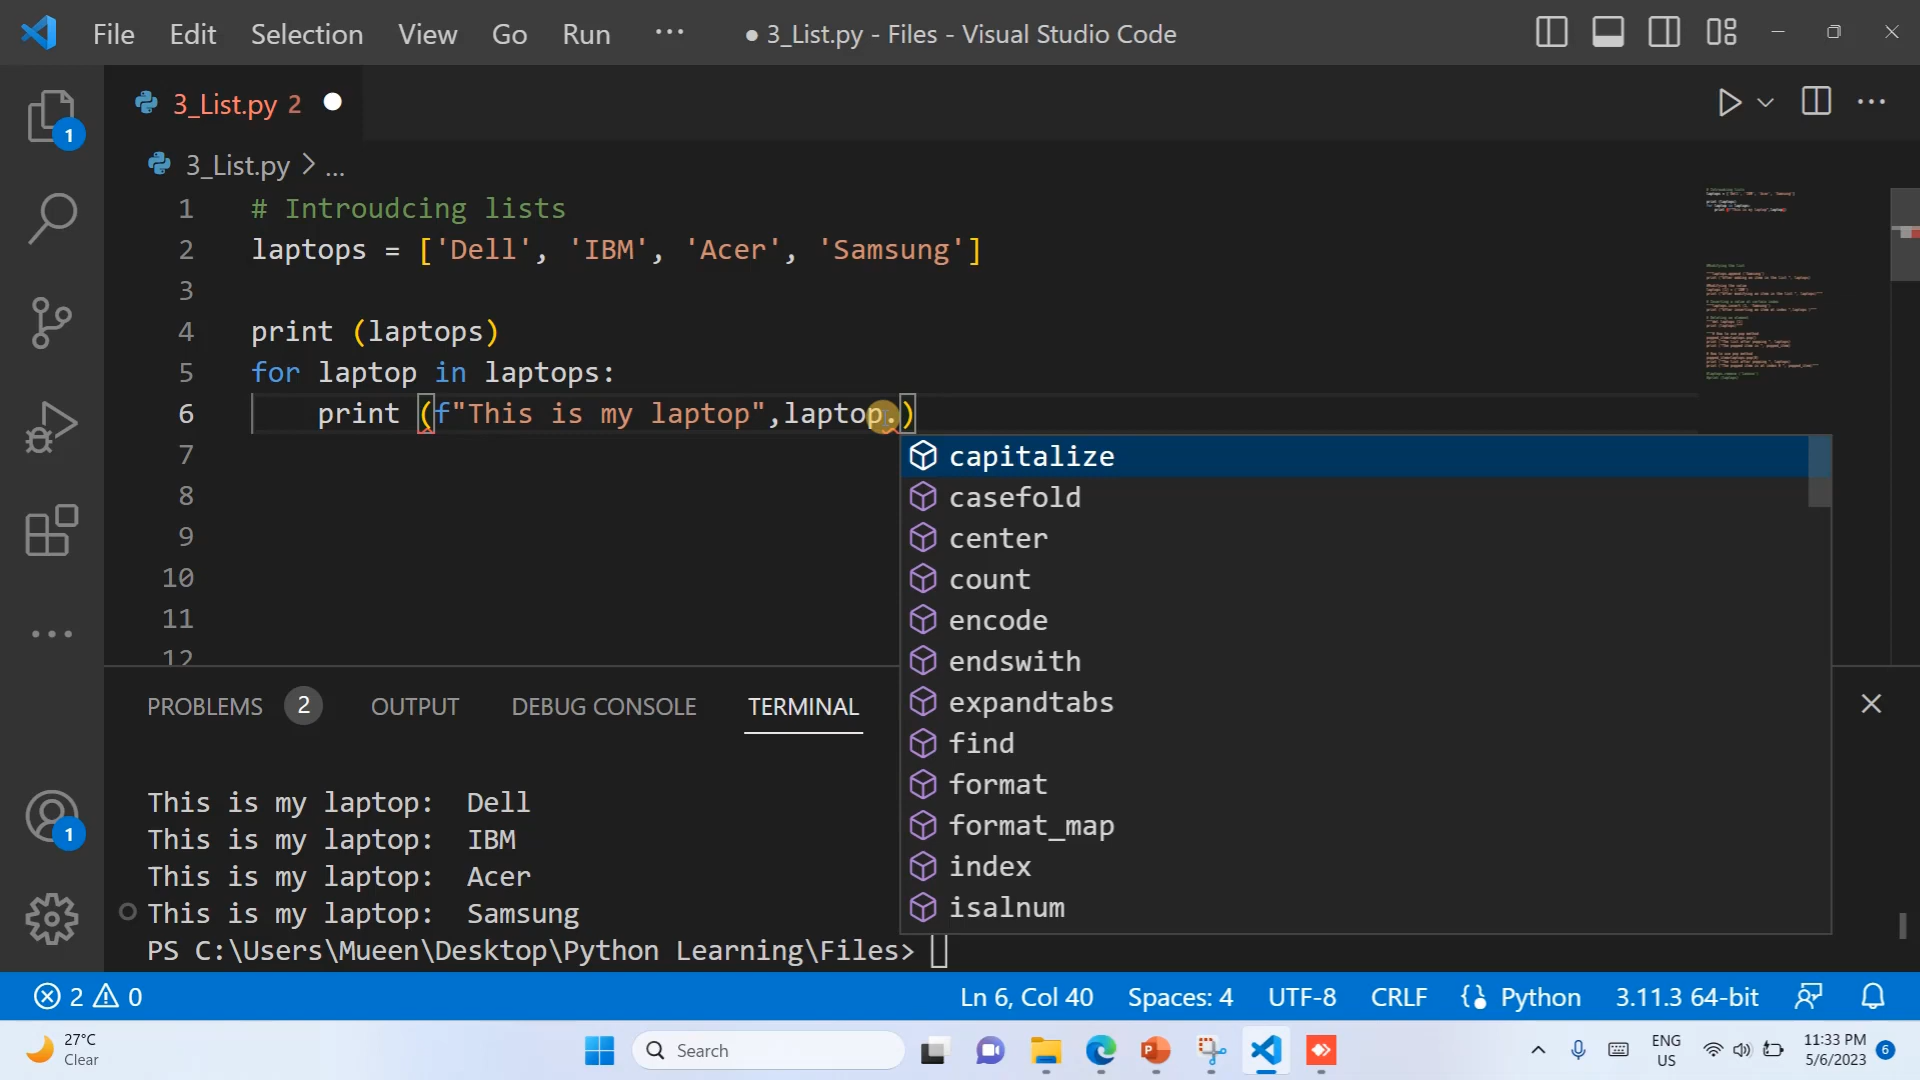 File Edit Selection View Go Run ··· ● 3_List.py - Files - Visual Studio Code
3_List.py 2
3_List.py > ...
1 # Introudcing lists
2 laptops = ['Dell', 'IBM', 'Acer', 'Samsung']
3
4 print (laptops)
5 for laptop in laptops:
6 print (f"This is my laptop",laptop.)
7
8
9
10
11
12
capitalize
casefold
center
count
encode
endswith
expandtabs
find
format
format_map
index
isalnum
1
PROBLEMS 2 OUTPUT DEBUG CONSOLE TERMINAL
This is my laptop:  Dell
This is my laptop:  IBM
This is my laptop:  Acer
This is my laptop:  Samsung
PS C:\Users\Mueen\Desktop\Python Learning\Files>
1
2 0 Ln 6, Col 40 Spaces: 4 UTF-8 CRLF Python 3.11.3 64-bit
27°C
Clear
Search
ENG
US
11:33 PM
5/6/2023
6